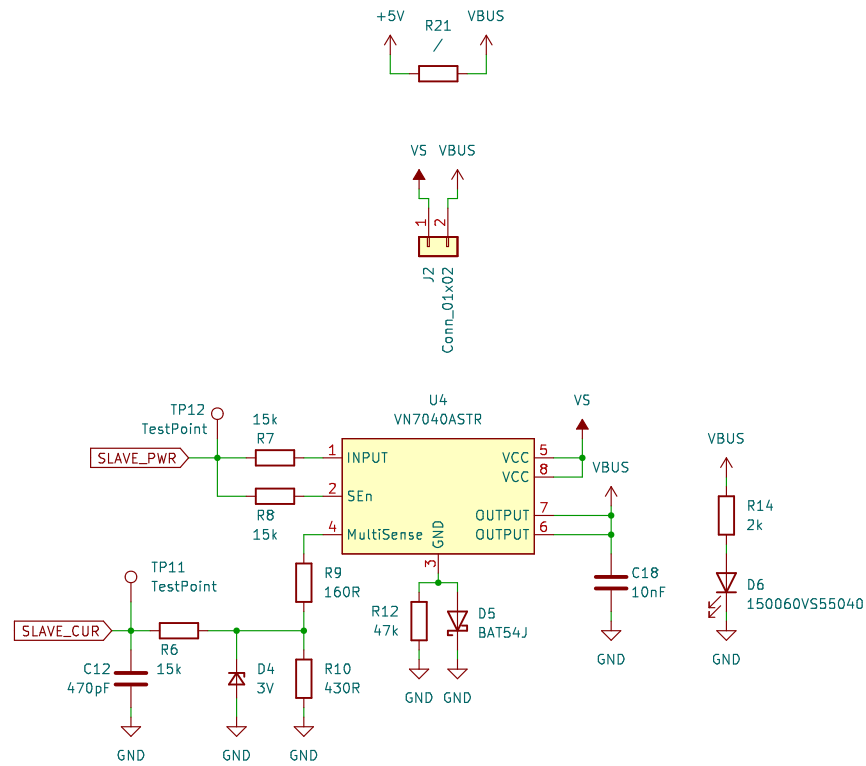 +5V
R21
/
VBUS
VS
VBUS
1
2
J2
Conn_01x02
U4
VN7040ASTR
TP12
TestPoint
15k
R7
SLAVE_PWR
1
INPUT
2
SEn
4
MultiSense
R8
15k
VCC
5
VCC
8
OUTPUT
7
OUTPUT
6
GND
3
VS
VBUS
VBUS
R14
2k
D6
150060VS55040
GND
C18
10nF
GND
R12
47k
D5
BAT54J
GND
GND
R9
160R
TP11
TestPoint
SLAVE_CUR
R6
15k
C12
470pF
D4
3V
R10
430R
GND
GND
GND